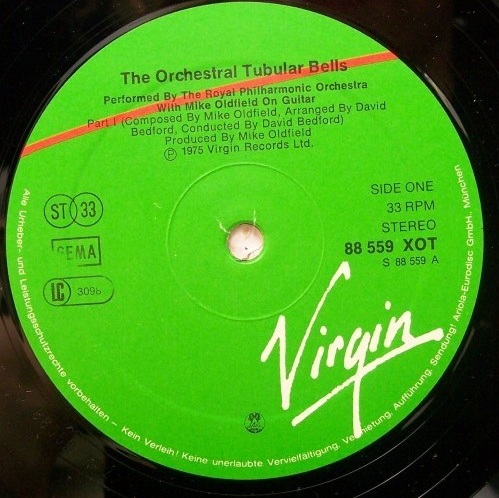 The Orchestral Tubular Bells
Performed By The Royal Philharmonic Orchestra
With Mike Oldfield On Guitar
Part I (Composed By Mike Oldfield, Arranged By David
Bedford, Conducted By David Bedford)
Produced By Mike Oldfield
Ⓟ 1975 Virgin Records Ltd.
ST 33
GEMA
LC 3098
SIDE ONE
33 RPM
STEREO
88 559 XOT
S 88 559 A
Virgin
Alle Urheber- und Leistungsschutzrechte vorbehalten – Kein Verleih! Keine unerlaubte Vervielfältigung, Vermietung, Aufführung, Sendung! Ariola-Eurodisc GmbH, München